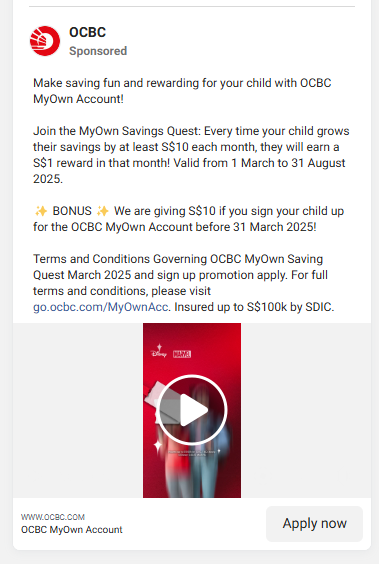 OCBC
Sponsored
Make saving fun and rewarding for your child with OCBC
MyOwn Account!
Join the MyOwn Savings Quest: Every time your child grows
their savings by at least S$10 each month, they will earn a
S$1 reward in that month! Valid from 1 March to 31 August
2025.
✨ BONUS ✨ We are giving S$10 if you sign your child up
for the OCBC MyOwn Account before 31 March 2025!
Terms and Conditions Governing OCBC MyOwn Saving
Quest March 2025 and sign up promotion apply. For full
terms and conditions, please visit
go.ocbc.com/MyOwnAcc. Insured up to S$100k by SDIC.
Disney MARVEL
WWW.OCBC.COM
OCBC MyOwn Account
Apply now